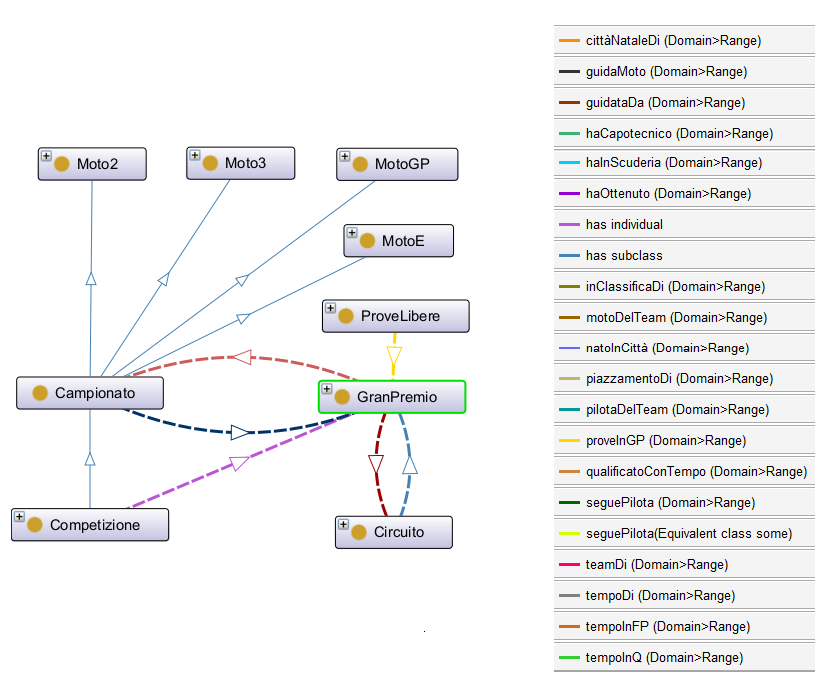 Moto2
Moto3
MotoGP
MotoE
ProveLibere
Campionato
GranPremio
Competizione
Circuito
cittàNataleDi (Domain>Range)
guidaMoto (Domain>Range)
guidataDa (Domain>Range)
haCapotecnico (Domain>Range)
haInScuderia (Domain>Range)
haOttenuto (Domain>Range)
has individual
has subclass
inClassificaDi (Domain>Range)
motoDelTeam (Domain>Range)
natoInCittà (Domain>Range)
piazzamentoDi (Domain>Range)
pilotaDelTeam (Domain>Range)
proveInGP (Domain>Range)
qualificatoConTempo (Domain>Range)
seguePilota (Domain>Range)
seguePilota(Equivalent class some)
teamDi (Domain>Range)
tempoDi (Domain>Range)
tempoInFP (Domain>Range)
tempoInQ (Domain>Range)